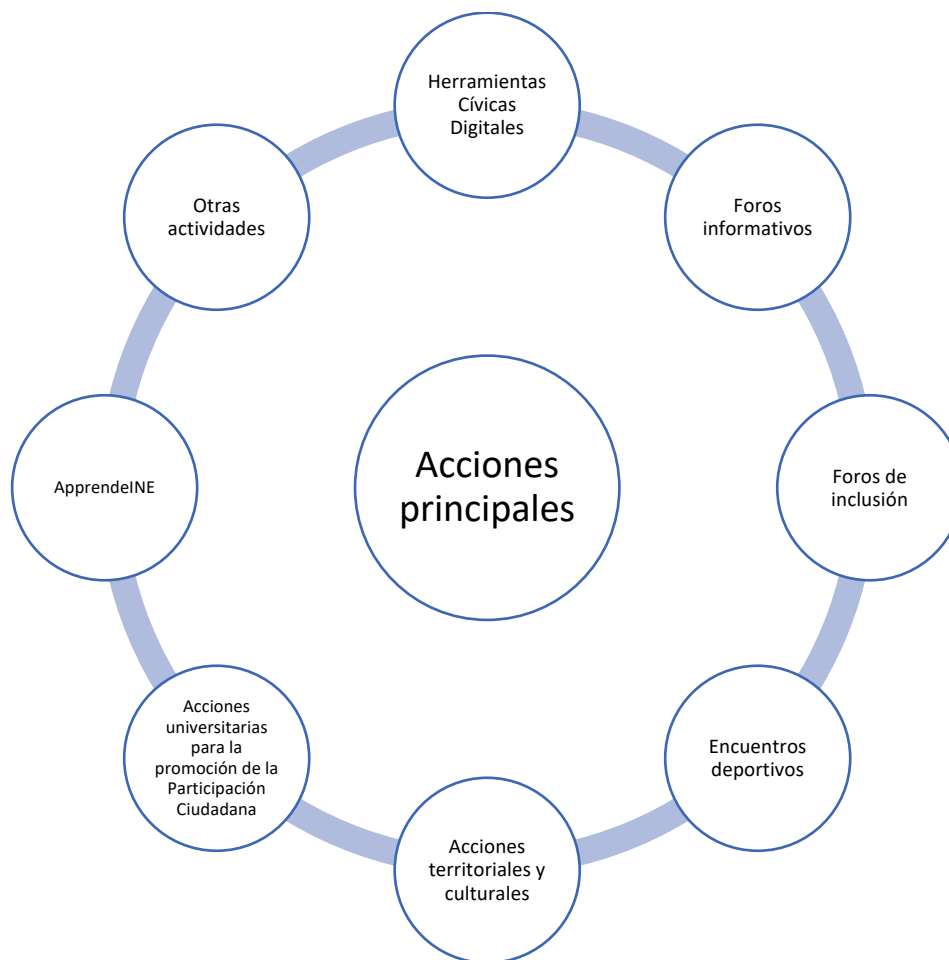 Herramientas
Cívicas
Digitales
Foros
informativos
Foros de
inclusión
Encuentros
deportivos
Acciones
territoriales y
culturales
Acciones
universitarias
para la
promoción de la
Participación
Ciudadana
ApprendeINE
Otras
actividades
Acciones
principales